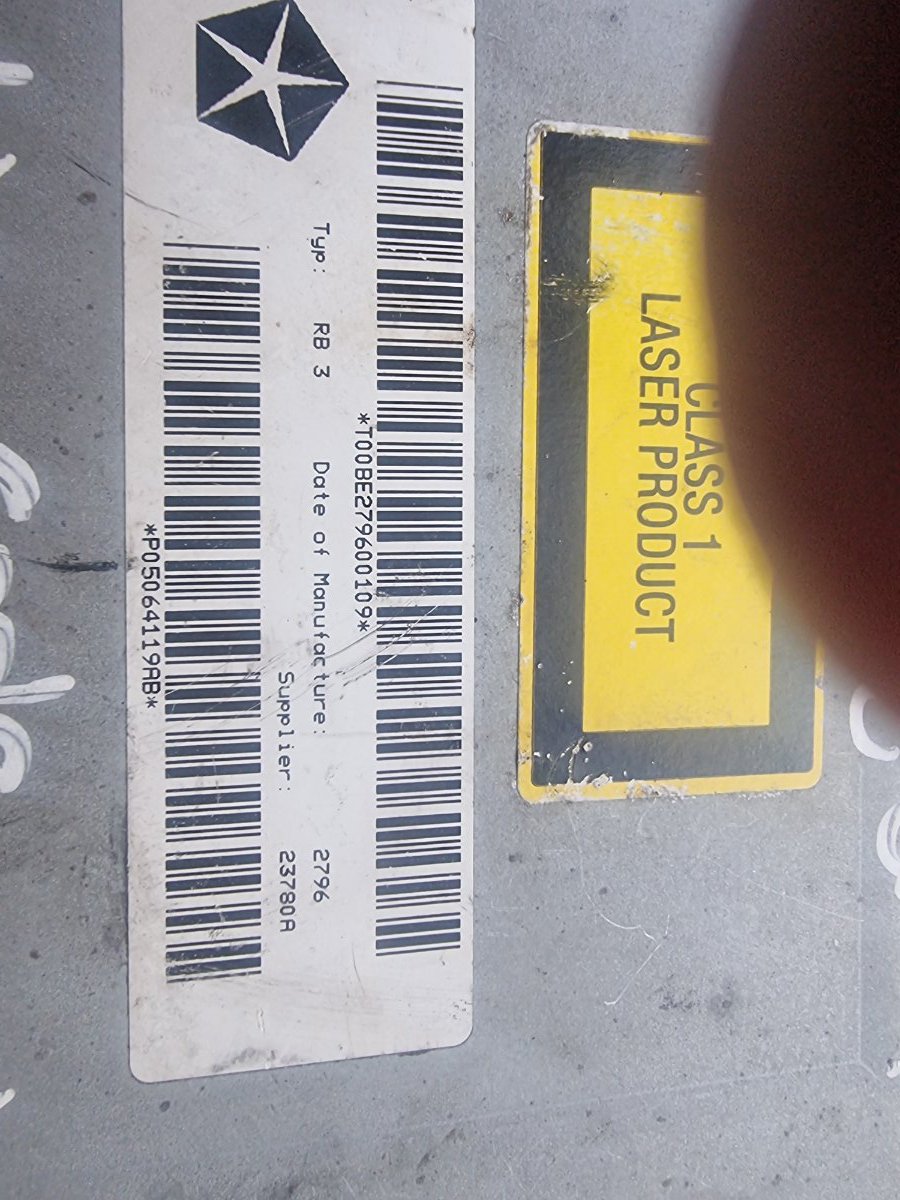 *T00BE279600109*
Typ: RB 3 Date of Manufacture: 2796
Supplier: 23780A
*P05064119AB*
CLASS 1
LASER PRODUCT